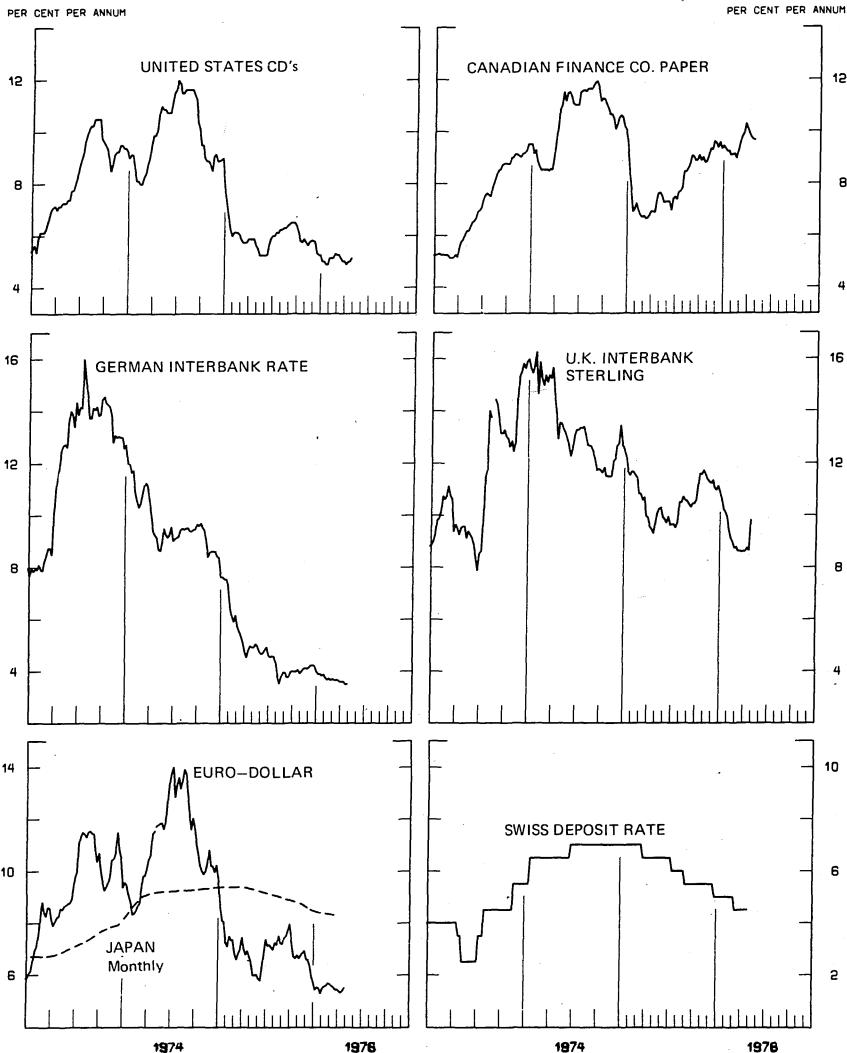 PER CENT PER ANNUM
PER CENT PER ANNUM
UNITED STATES CD's
CANADIAN FINANCE CO. PAPER
12
8
4
12
8
4
GERMAN INTERBANK RATE
U.K. INTERBANK
STERLING
16
12
8
4
16
12
8
4
EURO-DOLLAR
SWISS DEPOSIT RATE
14
10
6
10
6
2
JAPAN
Monthly
1974
1976
1974
1976